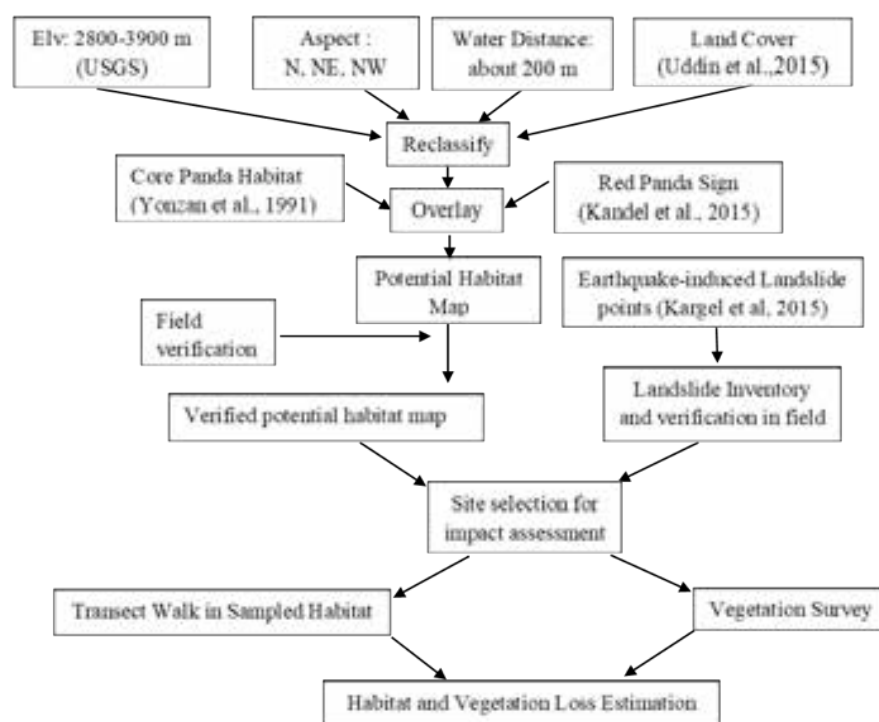 Elv: 2800-3900 m
(USGS)
Aspect :
N, NE, NW
Water Distance:
about 200 m
Land Cover
(Uddin et al.,2015)
Reclassify
Core Panda Habitat
(Yonzan et al., 1991)
Overlay
Red Panda Sign
(Kandel et al., 2015)
Potential Habitat
Map
Earthquake-induced Landslide
points (Kargel et al, 2015)
Field
verification
Verified potential habitat map
Landslide Inventory
and verification in field
Site selection for
impact assessment
Transect Walk in Sampled Habitat
Vegetation Survey
Habitat and Vegetation Loss Estimation